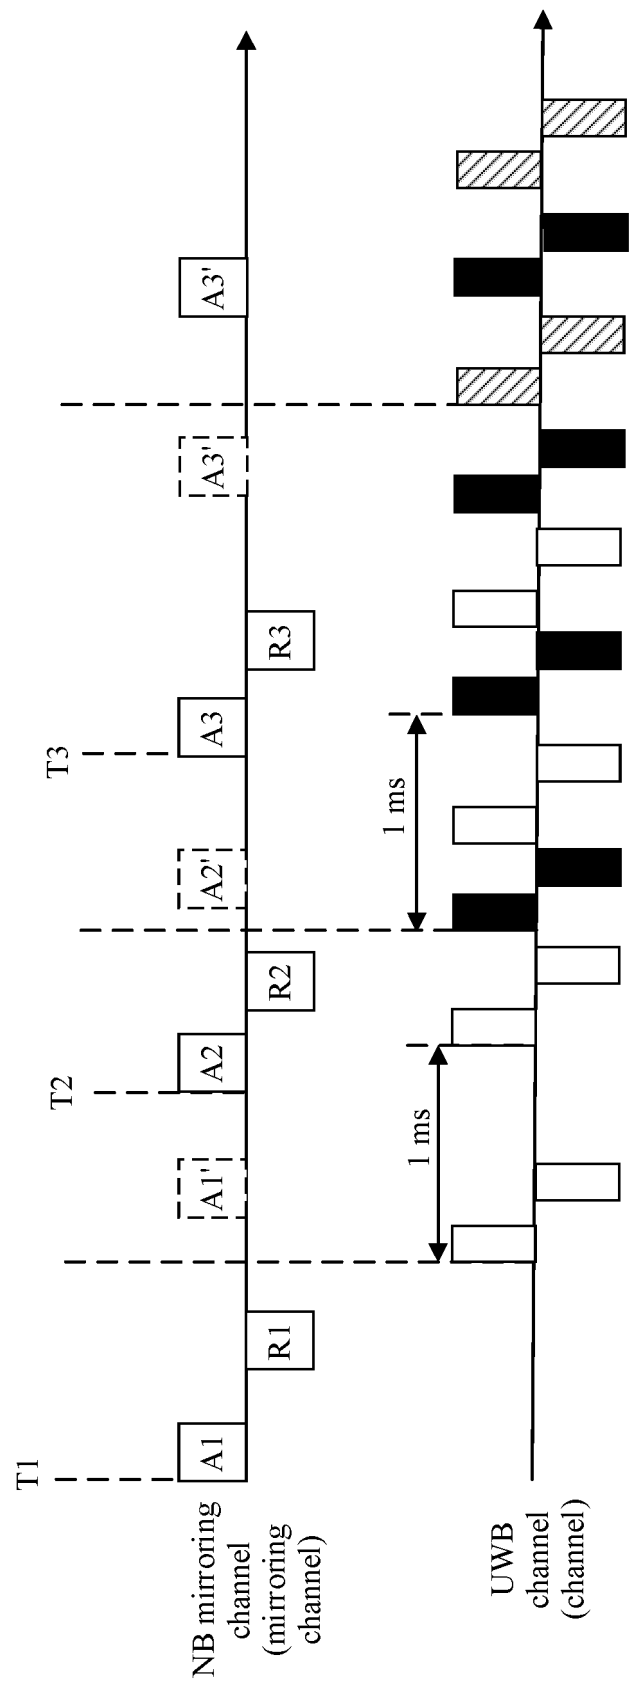 T1
T2
T3
A1
A1'
A2
A2'
A3
A3'
A3'
R1
R2
R3
NB mirroring
channel
(mirroring
channel)
1 ms
1 ms
UWB
channel
(channel)